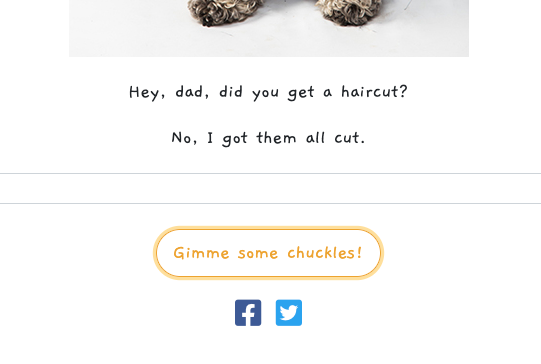 Hey, dad, did you get a haircut?
No, I got them all cut.
Gimme some chuckles!